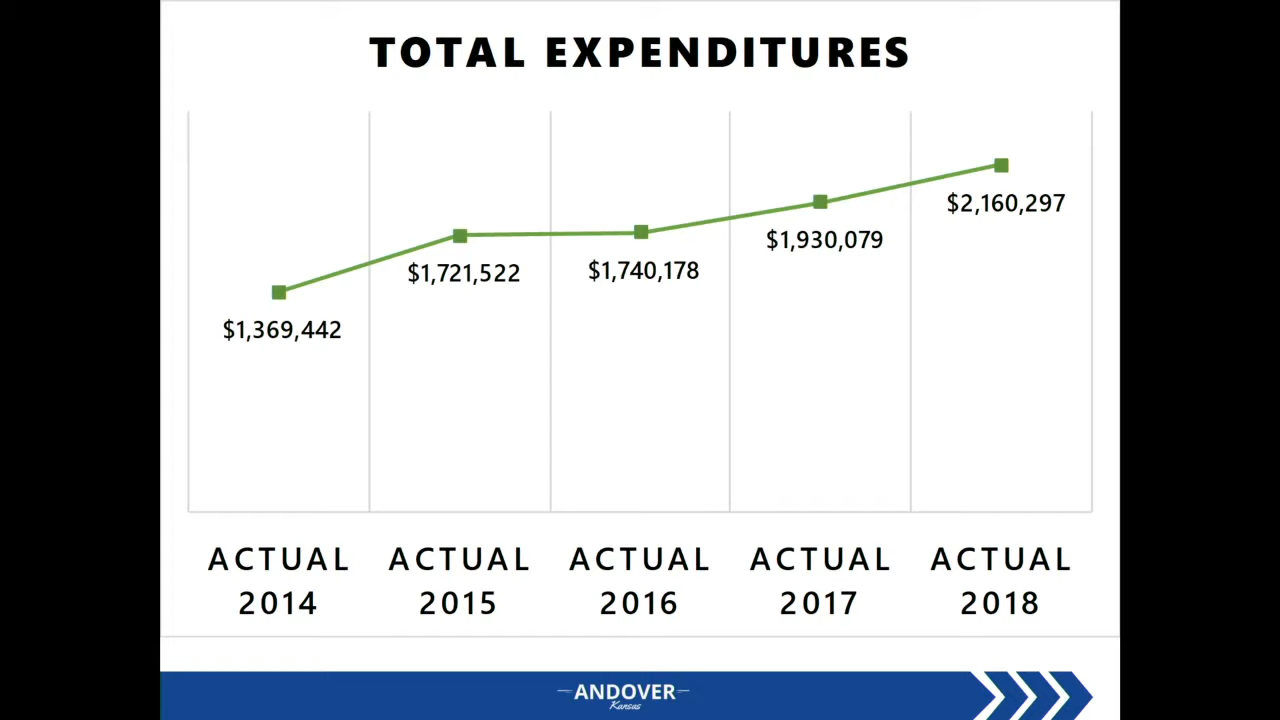 TOTAL EXPENDITURES
$1,369,442
$1,721,522
$1,740,178
$1,930,079
$2,160,297
ACTUAL 2014
ACTUAL 2015
ACTUAL 2016
ACTUAL 2017
ACTUAL 2018
ANDOVER
Kansas